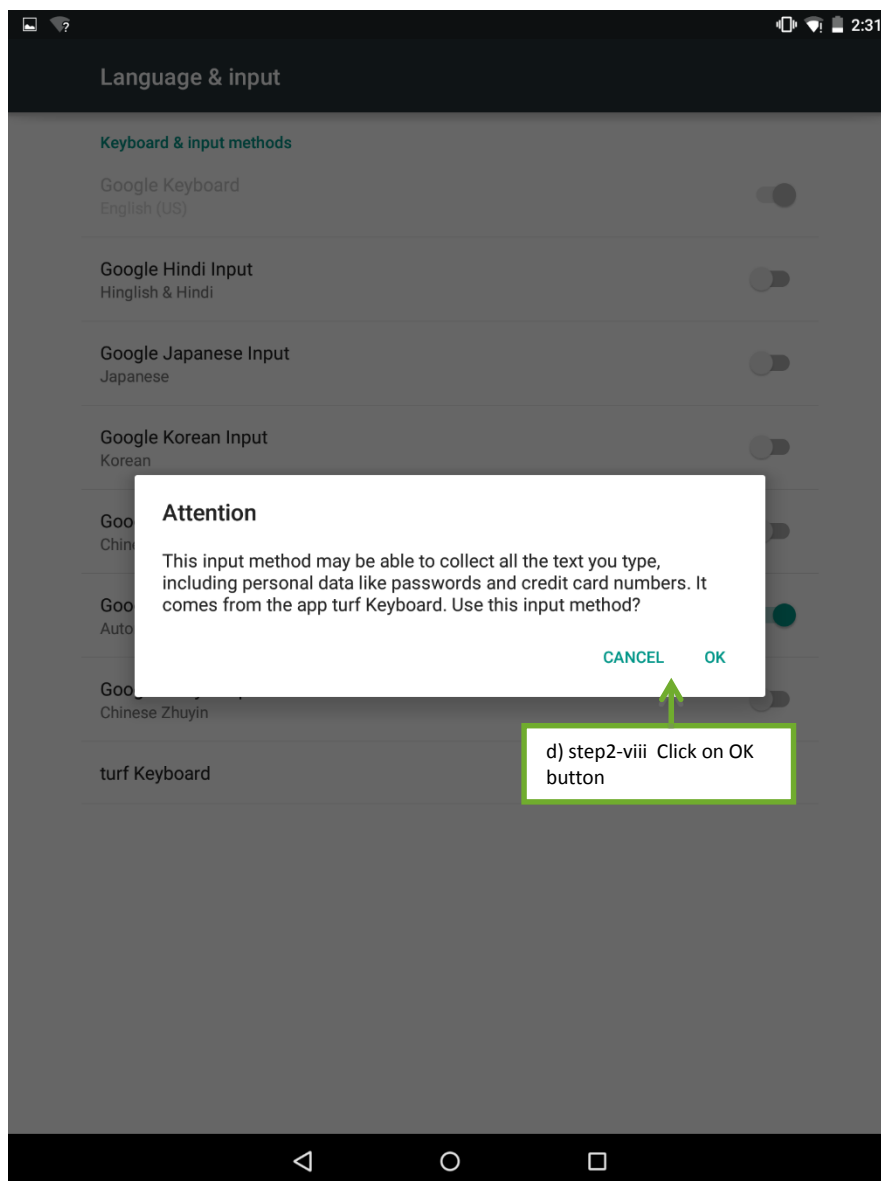 2:31
Language & input
Keyboard & input methods
Google Keyboard
English (US)
Google Hindi Input
Hinglish & Hindi
Google Japanese Input
Japanese
Google Korean Input
Korean
Attention
This input method may be able to collect all the text you type,
including personal data like passwords and credit card numbers. It
comes from the app turf Keyboard. Use this input method?
CANCEL OK
Chinese Zhuyin
d) step2-viii Click on OK
button
turf Keyboard